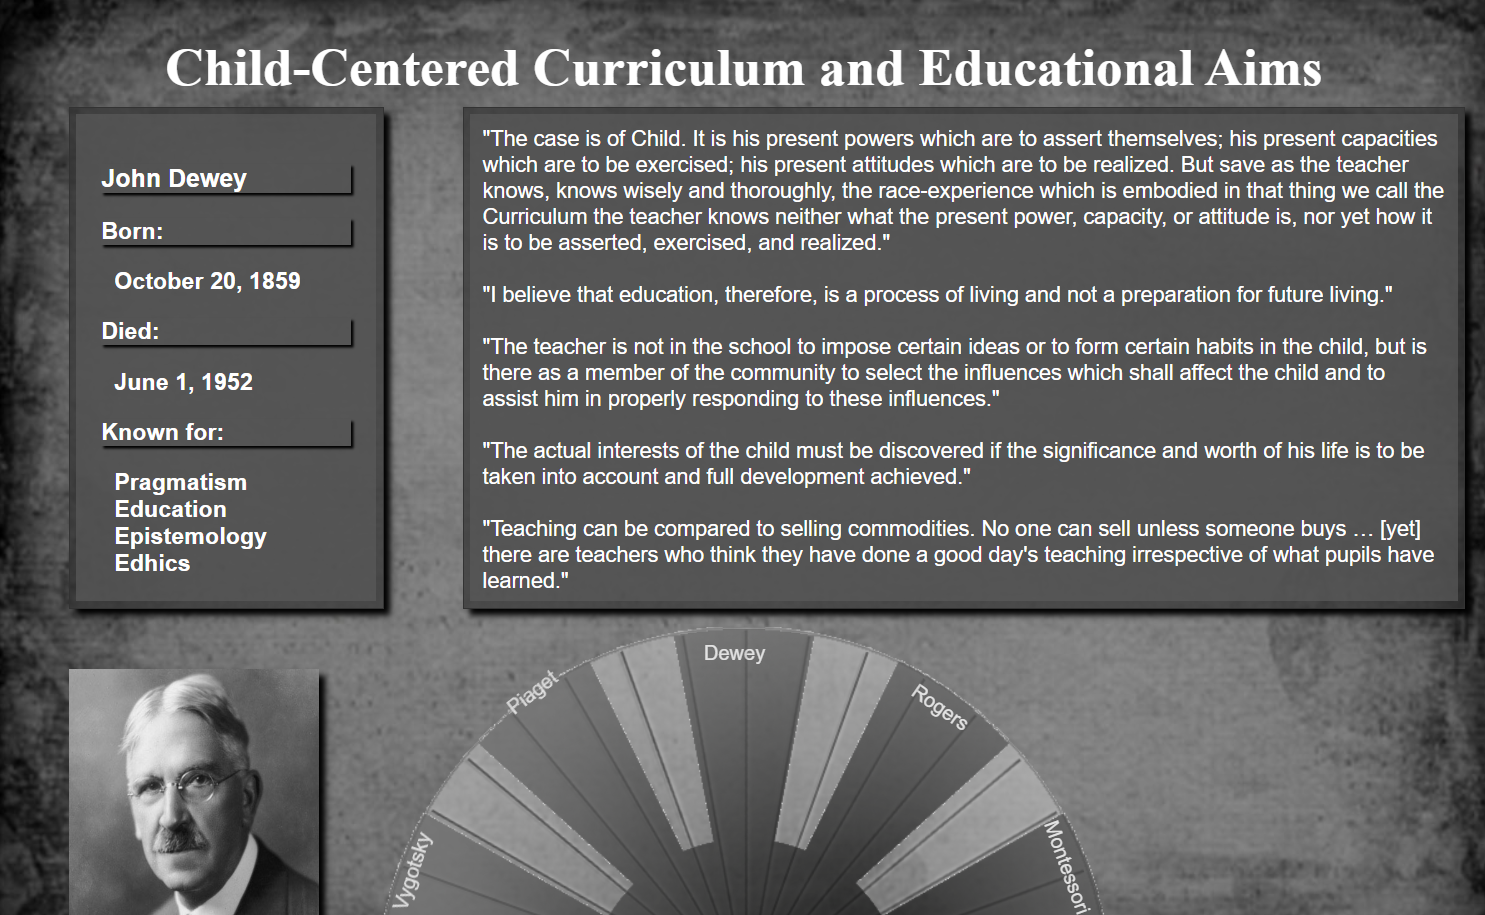 Child-Centered Curriculum and Educational Aims
John Dewey
Born:
October 20, 1859
Died:
June 1, 1952
Known for:
Pragmatism
Education
Epistemology
Edhics
"The case is of Child. It is his present powers which are to assert themselves; his present capacities
which are to be exercised; his present attitudes which are to be realized. But save as the teacher
knows, knows wisely and thoroughly, the race-experience which is embodied in that thing we call the
Curriculum the teacher knows neither what the present power, capacity, or attitude is, nor yet how it
is to be asserted, exercised, and realized."
"I believe that education, therefore, is a process of living and not a preparation for future living."
"The teacher is not in the school to impose certain ideas or to form certain habits in the child, but is
there as a member of the community to select the influences which shall affect the child and to
assist him in properly responding to these influences."
"The actual interests of the child must be discovered if the significance and worth of his life is to be
taken into account and full development achieved."
"Teaching can be compared to selling commodities. No one can sell unless someone buys … [yet]
there are teachers who think they have done a good day's teaching irrespective of what pupils have
learned."
Vygotsky
Piaget
Dewey
Rogers
Montessori